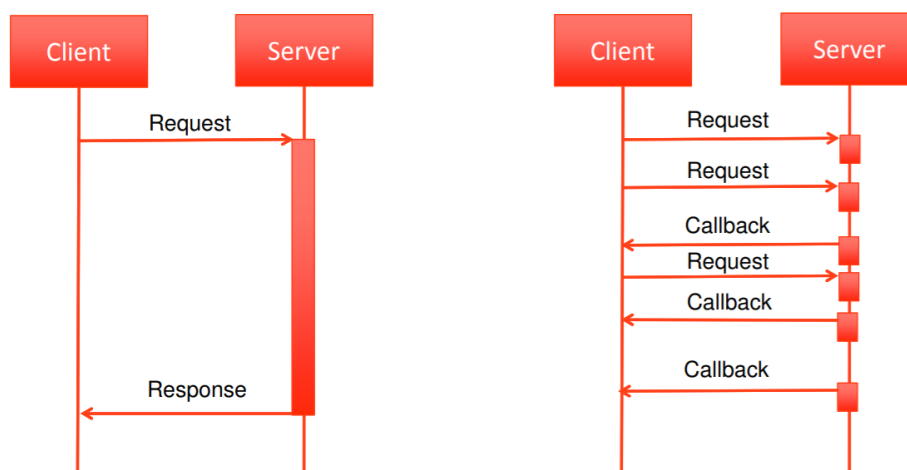 Client
Server
Request
Response
Client
Server
Request
Request
Callback
Request
Callback
Callback